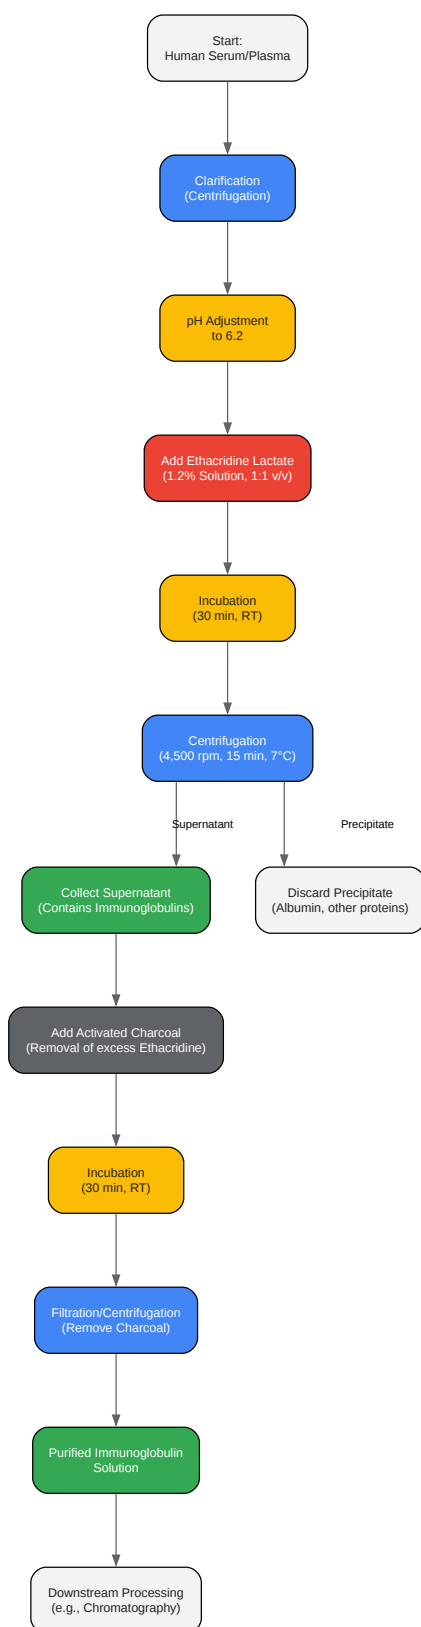 Start:
Human Serum/Plasma
Clarification
(Centrifugation)
pH Adjustment
to 6.2
Add Ethacridine Lactate
(1.2% Solution, 1:1 v/v)
Incubation
(30 min, RT)
Centrifugation
(4,500 rpm, 15 min, 7°C)
Supernatant
Precipitate
Collect Supernatant
(Contains Immunoglobulins)
Discard Precipitate
(Albumin, other proteins)
Add Activated Charcoal
(Removal of excess Ethacridine)
Incubation
(30 min, RT)
Filtration/Centrifugation
(Remove Charcoal)
Purified Immunoglobulin
Solution
Downstream Processing
(e.g., Chromatography)